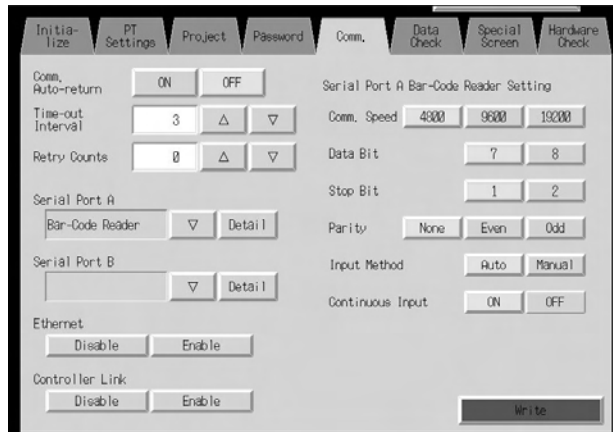 Initia-
lize
PT
Settings
Project
Password
Comm.
Data
Check
Special
Screen
Hardware
Check
Comm.
Auto-return
ON
OFF
Time-out
Interval
3
△
▽
Retry Counts
0
△
▽
Serial Port A
Bar-Code Reader
▽
Detail
Serial Port B
▽
Detail
Ethernet
Disable
Enable
Controller Link
Disable
Enable
Serial Port A Bar-Code Reader Setting
Comm. Speed
4800
9600
19200
Data Bit
7
8
Stop Bit
1
2
Parity
None
Even
Odd
Input Method
Auto
Manual
Continuous Input
ON
OFF
Write